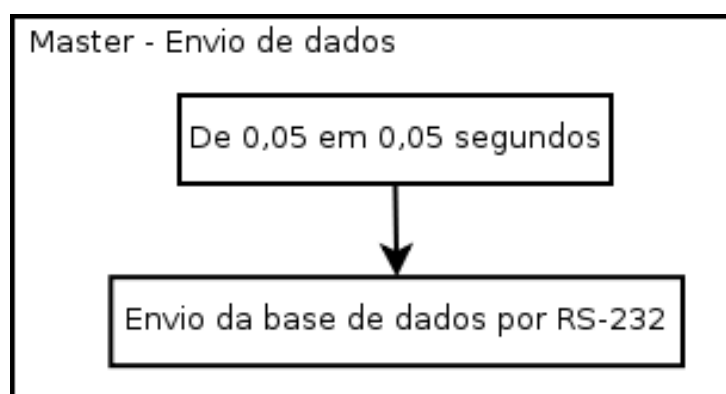 Master - Envio de dados
De 0,05 em 0,05 segundos
Envio da base de dados por RS-232